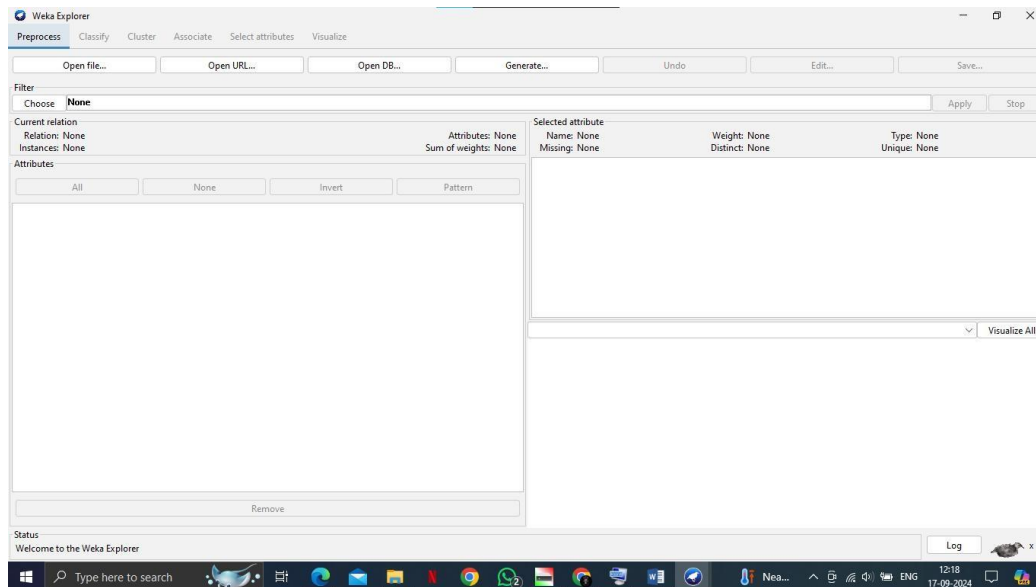 Weka Explorer
Preprocess Classify Cluster Associate Select attributes Visualize
Open file... Open URL... Open DB... Generate... Undo Edit... Save...
Filter
Choose None Apply Stop
Current relation
Relation: None Attributes: None
Instances: None Sum of weights: None
Selected attribute
Name: None Weight: None Type: None
Missing: None Distinct: None Unique: None
Attributes
All None Invert Pattern
Visualize All
Remove
Status
Welcome to the Weka Explorer
Log x
Type here to search
2
Nea...
ENG
12:18
17-09-2024